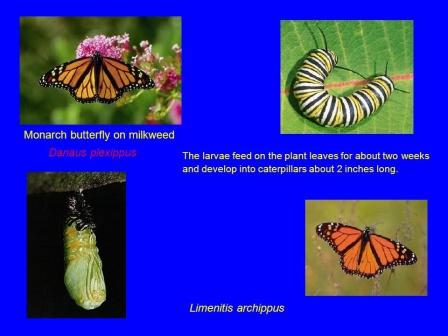 Monarch butterfly on milkweed
Danaus plexippus
The larvae feed on the plant leaves for about two weeks
and develop into caterpillars about 2 inches long.
Limenitis archippus